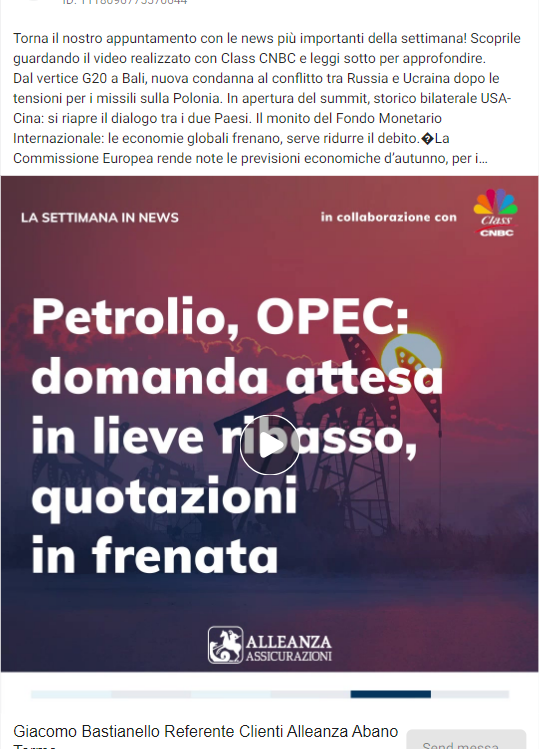 Torna il nostro appuntamento con le news più importanti della settimana! Scoprile
guardando il video realizzato con Class CNBC e leggi sotto per approfondire.
Dal vertice G20 a Bali, nuova condanna al conflitto tra Russia e Ucraina dopo le
tensioni per i missili sulla Polonia. In apertura del summit, storico bilaterale USA-
Cina: si riapre il dialogo tra i due Paesi. Il monito del Fondo Monetario
Internazionale: le economie globali frenano, serve ridurre il debito.�La
Commissione Europea rende note le previsioni economiche d'autunno, per i…
LA SETTIMANA IN NEWS
in collaborazione con
Class
CNBC
Petrolio, OPEC:
domanda attesa
in lieve ribasso,
quotazioni
in frenata
ALLEANZA
ASSICURAZIONI
Giacomo Bastianello Referente Clienti Alleanza Abano
Terme
Send messa